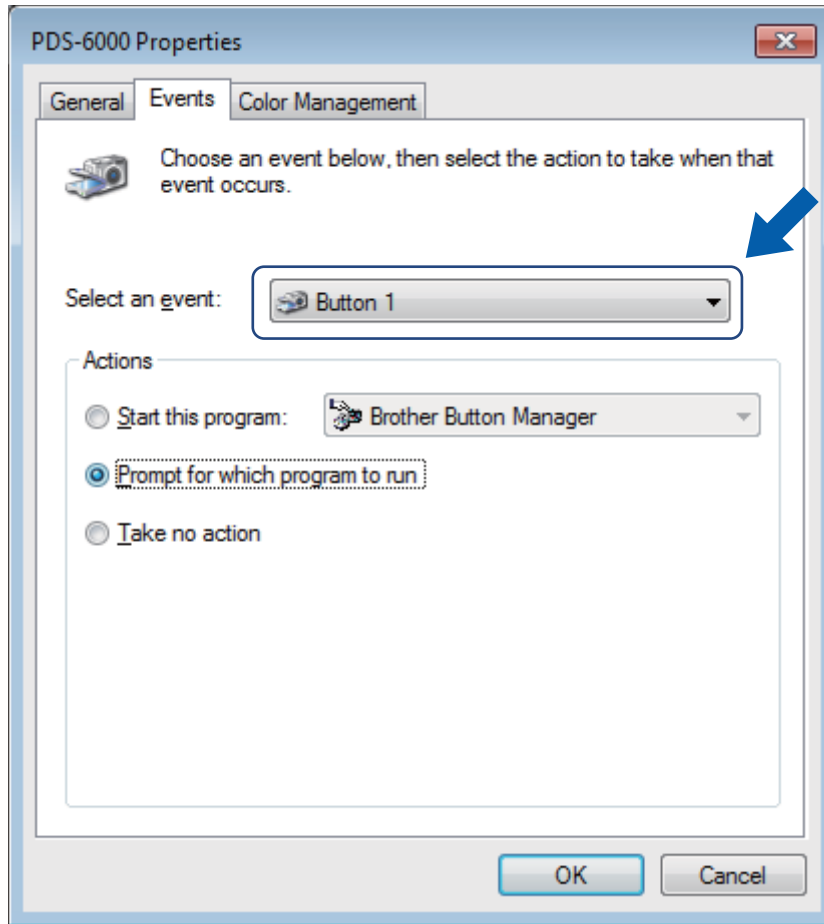 PDS-6000 Properties
General Events Color Management
Choose an event below, then select the action to take when that
event occurs.
Select an event: Button 1
Actions
Start this program: Brother Button Manager
Prompt for which program to run
Take no action
OK Cancel